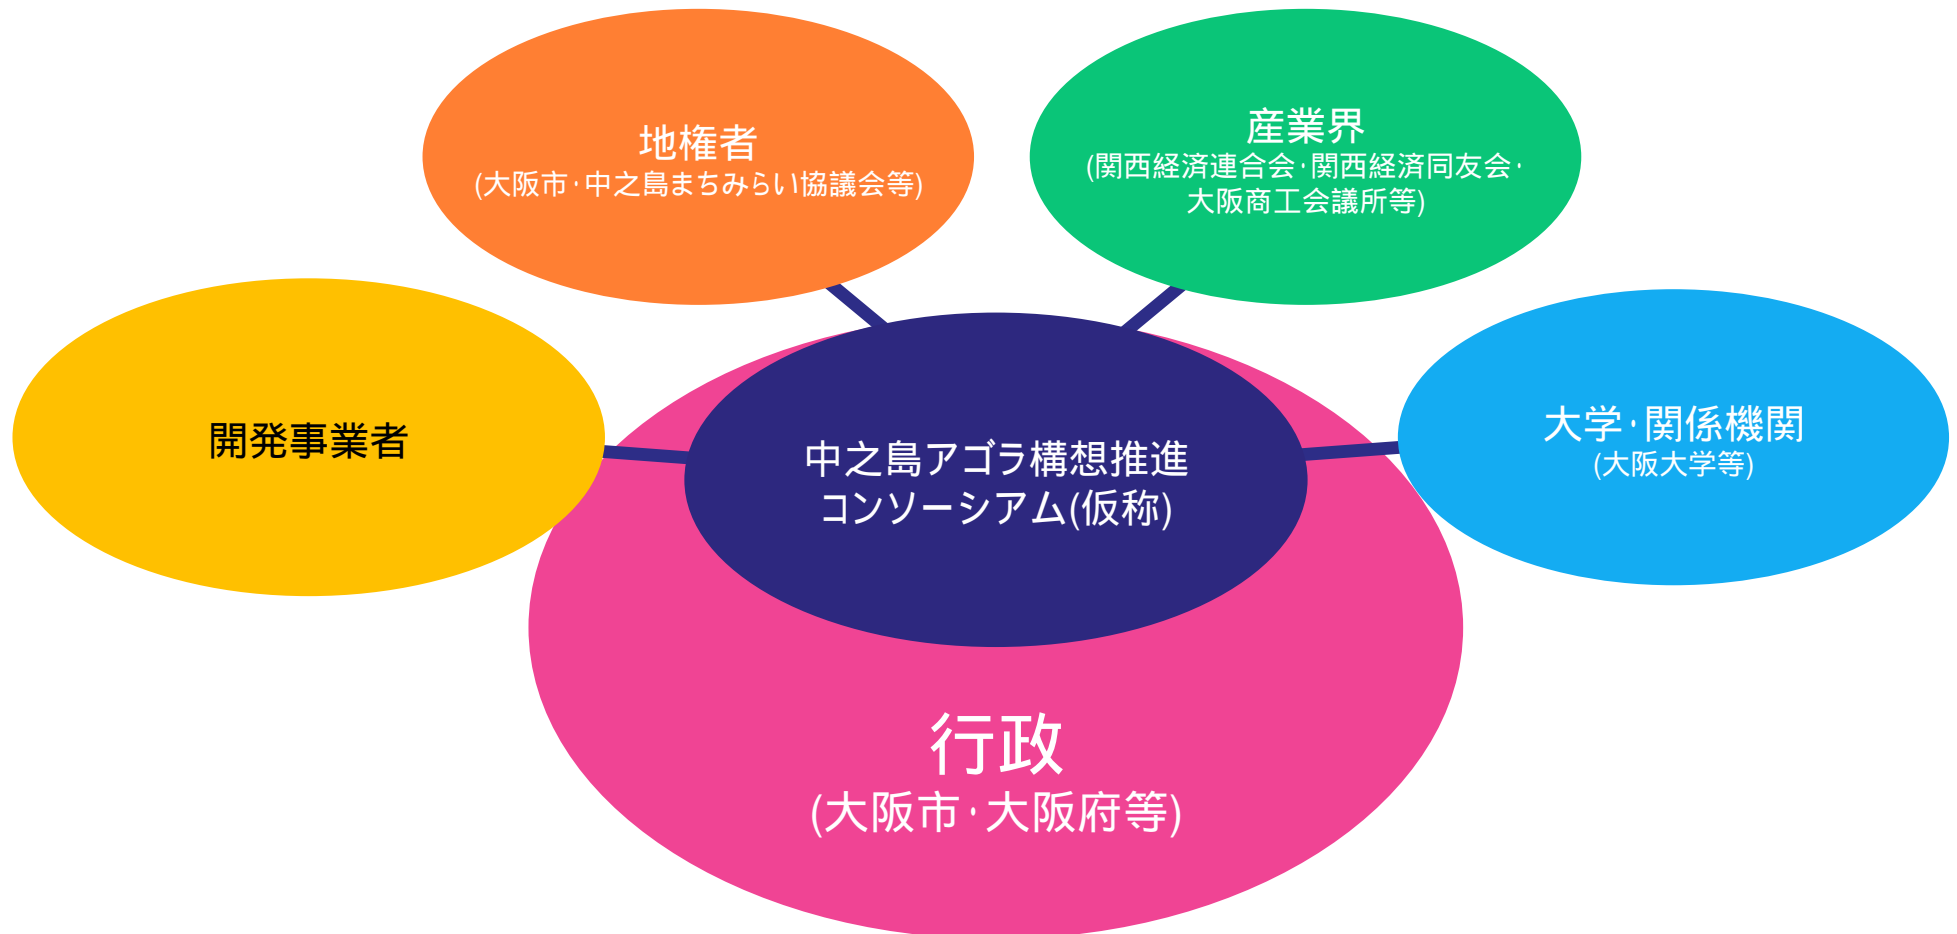 地権者
(大阪市・中之島まちみらい協議会等)
産業界
(関西経済連合会・関西経済同友会・
大阪商工会議所等)
開発事業者
中之島アゴラ構想推進
コンソーシアム(仮称)
大学・関係機関
(大阪大学等)
行政
(大阪市・大阪府等)